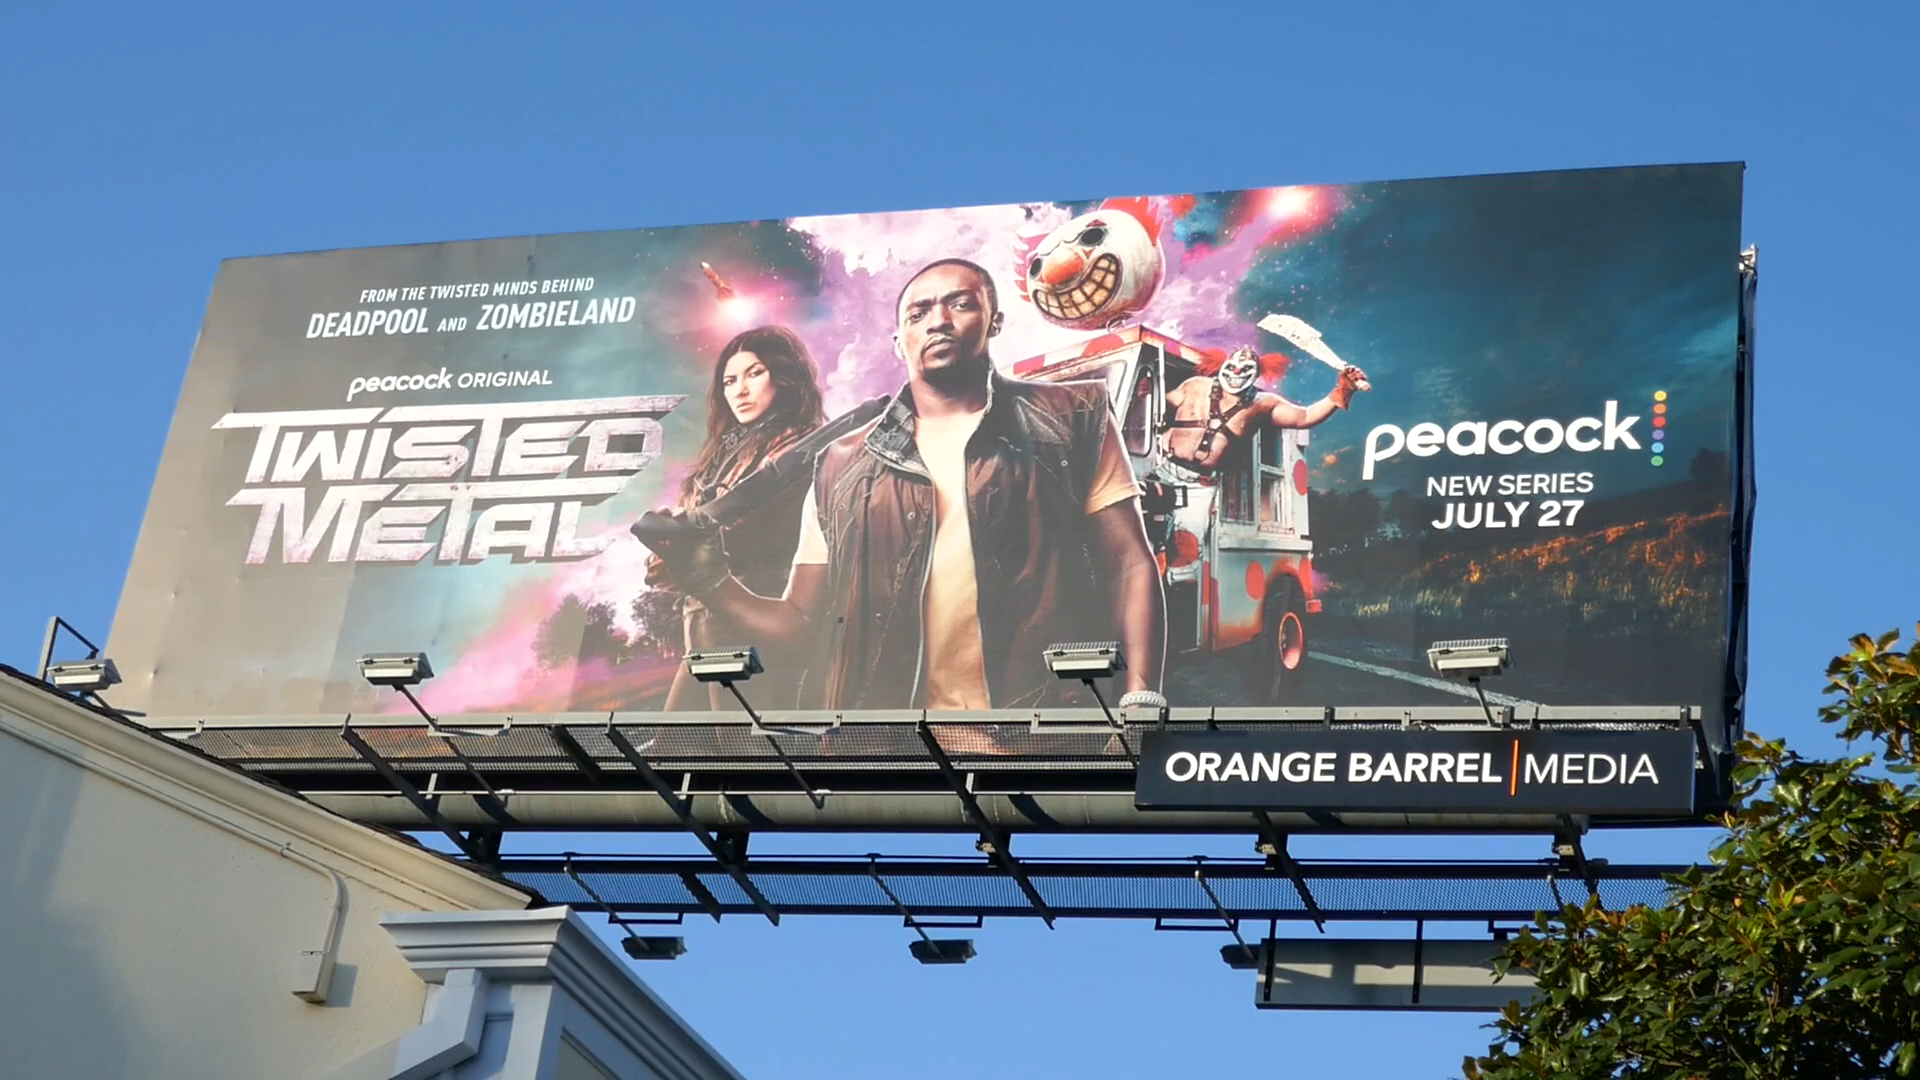 FROM THE TWISTED MINDS BEHIND
DEADPOOL AND ZOMBIELAND
peacock ORIGINAL
TWISTED
METAL
peacock
NEW SERIES
JULY 27
ORANGE BARREL | MEDIA